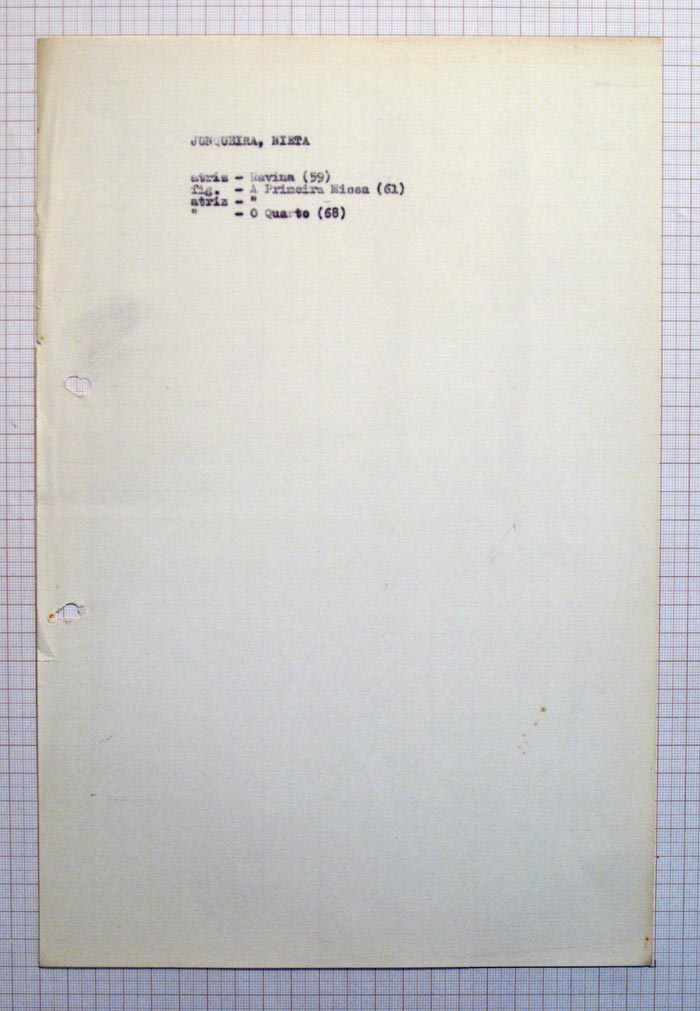 JUNQUEIRA, NIETA
atriz - Ravina (59)
fig. - A Primeira Missa (61)
atriz - "
" - O Quarto (68)